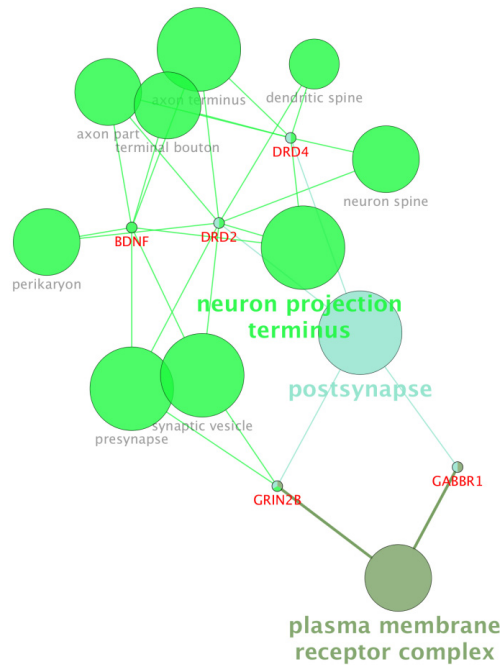 axon terminus
dendritic spine
axon part
terminal bouton
DRD4
neuron spine
BDNF
DRD2
perikaryon
neuron projection
terminus
postsynapse
synaptic vesicle
presynapse
GABBR1
GRIN2B
plasma membrane
receptor complex